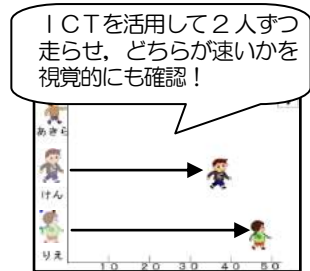 ＩＣＴを活用して２人ずつ
走らせ，どちらが速いかを
視覚的にも確認！
あきら
けん
りえ
１０ ２０ ３０ ４０ ５０